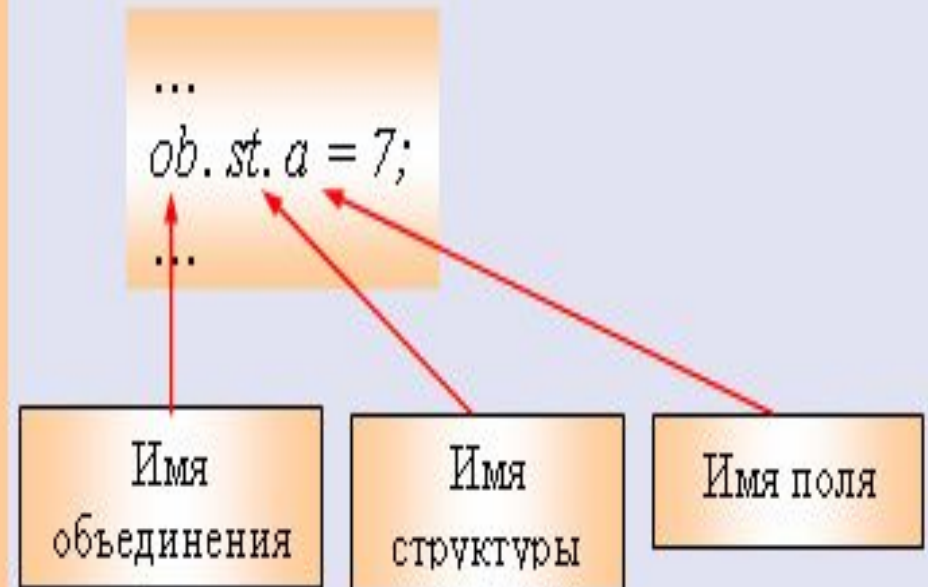 ...
ob. st. a = 7;
...
Имя
объединения
Имя
структуры
Имя поля